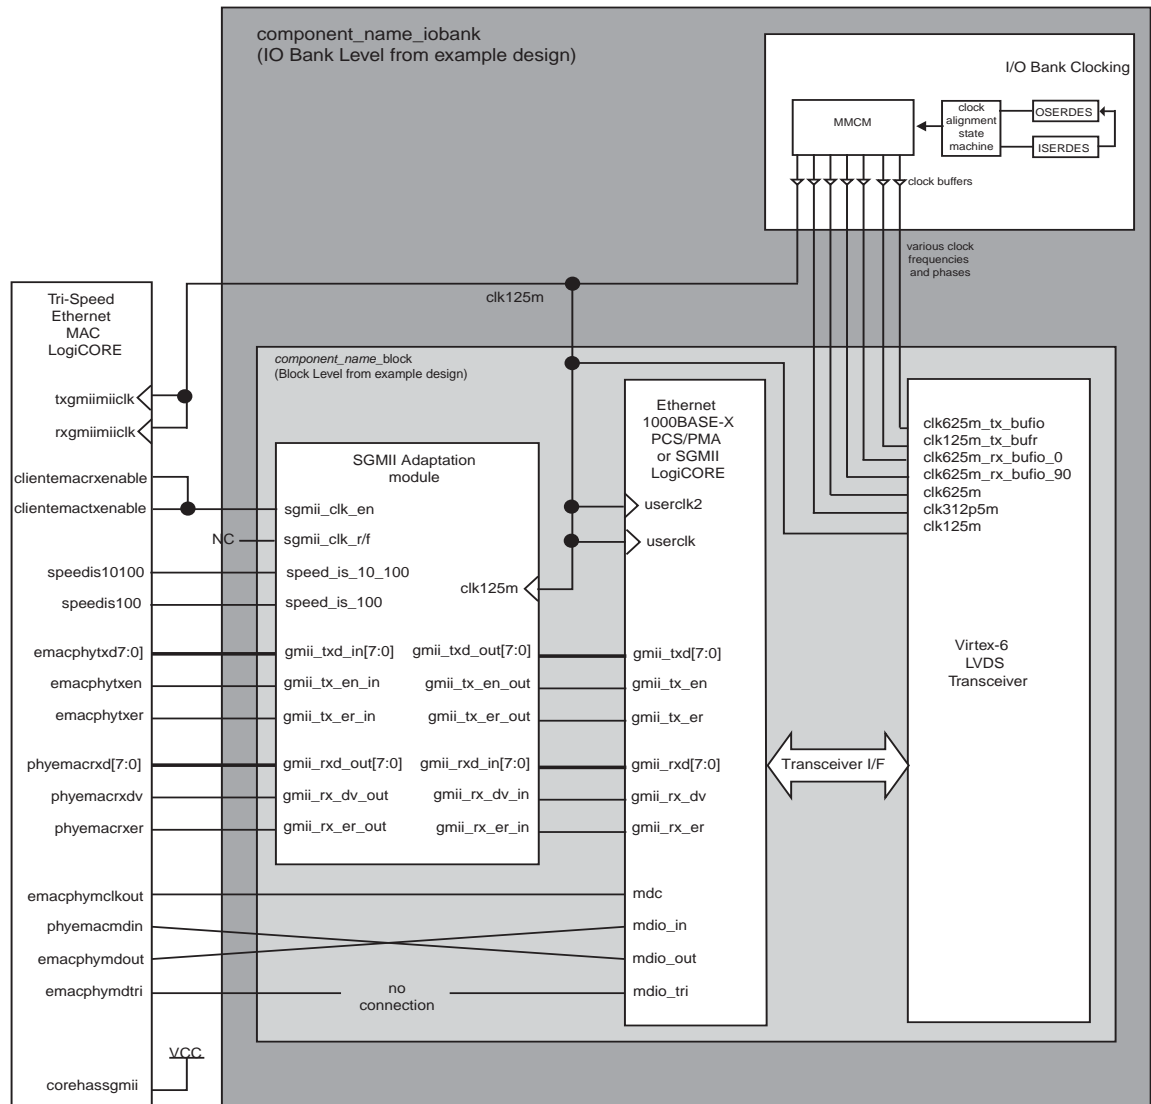 component_name_iobank
(IO Bank Level from example design)
I/O Bank Clocking
MMCM
clock
alignment
state
machine
OSERDES
ISERDES
clock buffers
various clock
frequencies
and phases
clk125m
Tri-Speed
Ethernet
MAC
LogiCORE
txgmiimiiclk
rxgmiimiiclk
clientemacrxenable
clientemactxenable
speedis10100
speedis100
emacphytxd7:0]
emacphytxen
emacphytxer
phyemacrxd[7:0]
phyemacrxdv
phyemacrxer
emacphymclkout
phyemacmdin
emacphymdout
emacphymdtri
VCC
corehassgmii
component_name_block
(Block Level from example design)
SGMII Adaptation
module
sgmii_clk_en
NC
sgmii_clk_r/f
speed_is_10_100
clk125m
speed_is_100
gmii_txd_in[7:0]
gmii_txd_out[7:0]
gmii_tx_en_in
gmii_tx_en_out
gmii_tx_er_in
gmii_tx_er_out
gmii_rxd_out[7:0]
gmii_rxd_in[7:0]
gmii_rx_dv_out
gmii_rx_dv_in
gmii_rx_er_out
gmii_rx_er_in
no
connection
Ethernet
1000BASE-X
PCS/PMA
or SGMII
LogiCORE
userclk2
userclk
gmii_txd[7:0]
gmii_tx_en
gmii_tx_er
gmii_rxd[7:0]
gmii_rx_dv
gmii_rx_er
mdc
mdio_in
mdio_out
mdio_tri
Transceiver I/F
clk625m_tx_bufio
clk125m_tx_bufr
clk625m_rx_bufio_0
clk625m_rx_bufio_90
clk625m
clk312p5m
clk125m
Virtex-6
LVDS
Transceiver